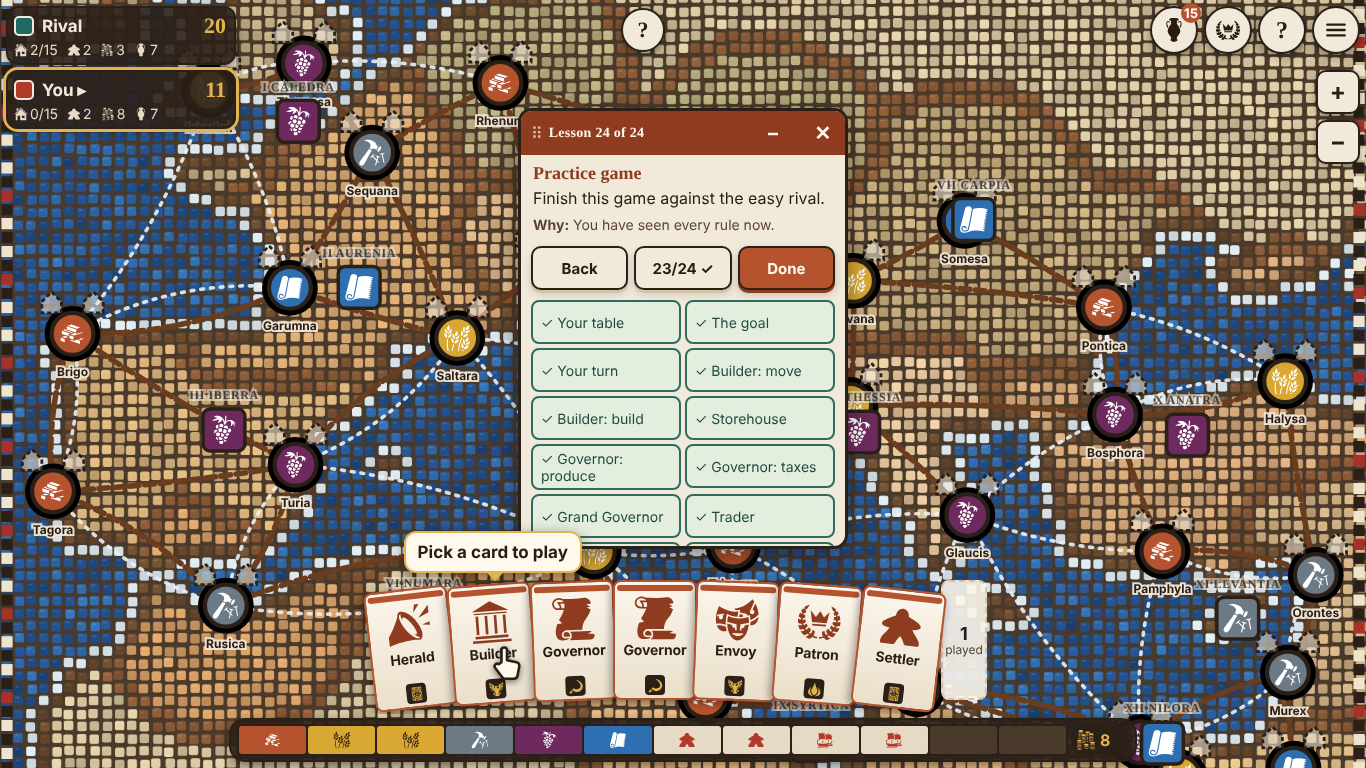 Rival 20
2/15 2 3 7
You ▸ 11
0/15 2 8 7
?
15
?
+
−
I CALEDRA
Rhenum
Sequana
Lesson 24 of 24
– ✕
Practice game
Finish this game against the easy rival.
Why: You have seen every rule now.
Back
23/24 ✓
Done
✓ Your table
✓ The goal
✓ Your turn
✓ Builder: move
✓ Builder: build
✓ Storehouse
✓ Governor: produce
✓ Governor: taxes
✓ Grand Governor
✓ Trader
II AURENIA
Garumna
Brigo
Saltara
III IBERRA
Turia
Tagora
Rusica
VI NUMARA
VII CARPIA
Somesa
Pontica
Halysa
X ANATRA
Bosphora
Glaucis
Pamphyla
XI LEVANTIA
Orontes
Murex
XII NILORA
IX SYRTICA
Pick a card to play
Herald
Builder
Governor
Governor
Envoy
Patron
Settler
1
played
8